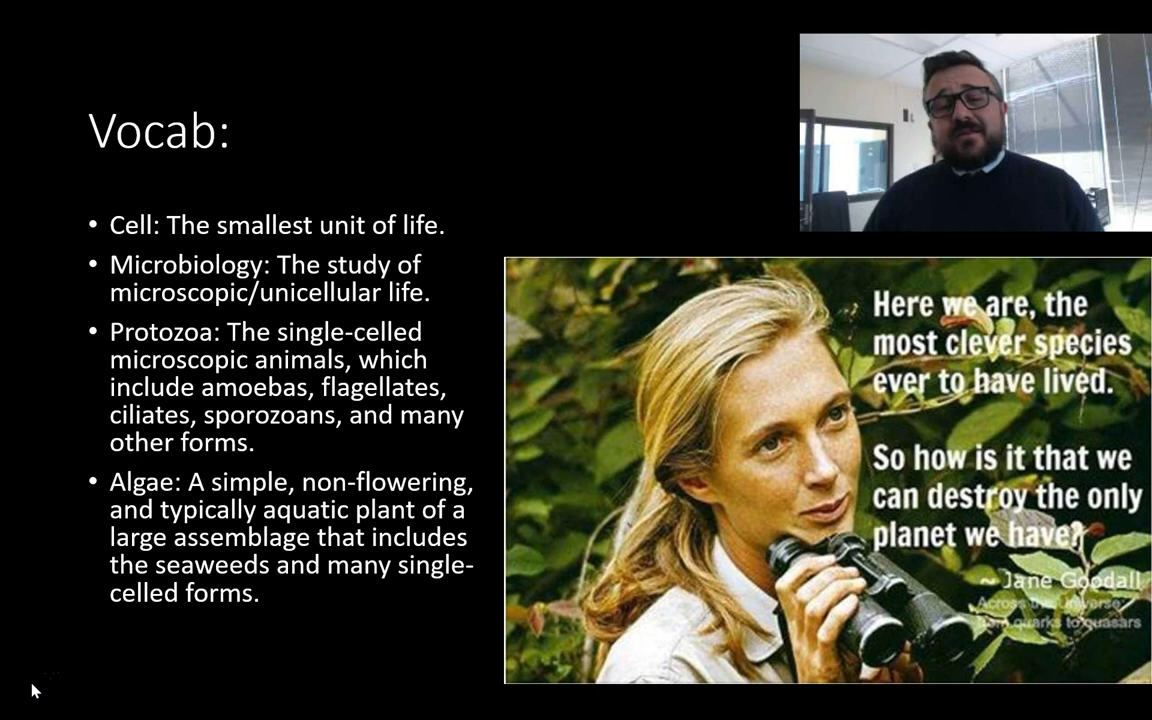 Vocab:
• Cell: The smallest unit of life.
• Microbiology: The study of
microscopic/unicellular life.
• Protozoa: The single-celled
microscopic animals, which
include amoebas, flagellates,
ciliates, sporozoans, and many
other forms.
• Algae: A simple, non-flowering,
and typically aquatic plant of a
large assemblage that includes
the seaweeds and many single-
celled forms.
Here we are, the
most clever species
ever to have lived.
So how is it that we
can destroy the only
planet we have?
~ Jane Goodall
Across the Universe:
from quarks to quasars